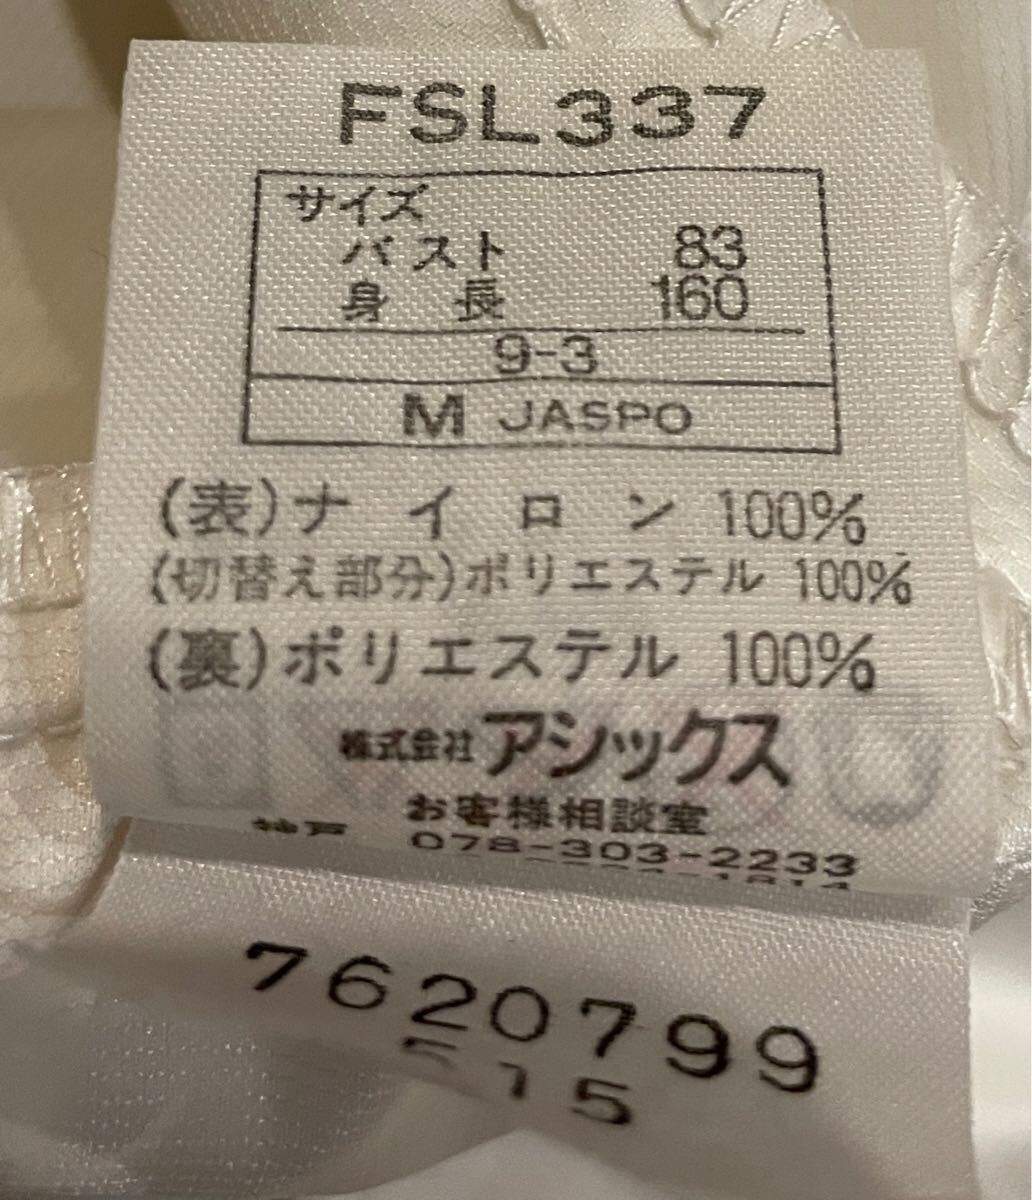 FSL337
サイズ
バスト 83
身長 160
9-3
M JASPO
(表)ナイロン 100%
(切替え部分)ポリエステル 100%
(裏)ポリエステル 100%
株式会社アシックス
お客様相談室
神戸 078-303-2233
7620799
515